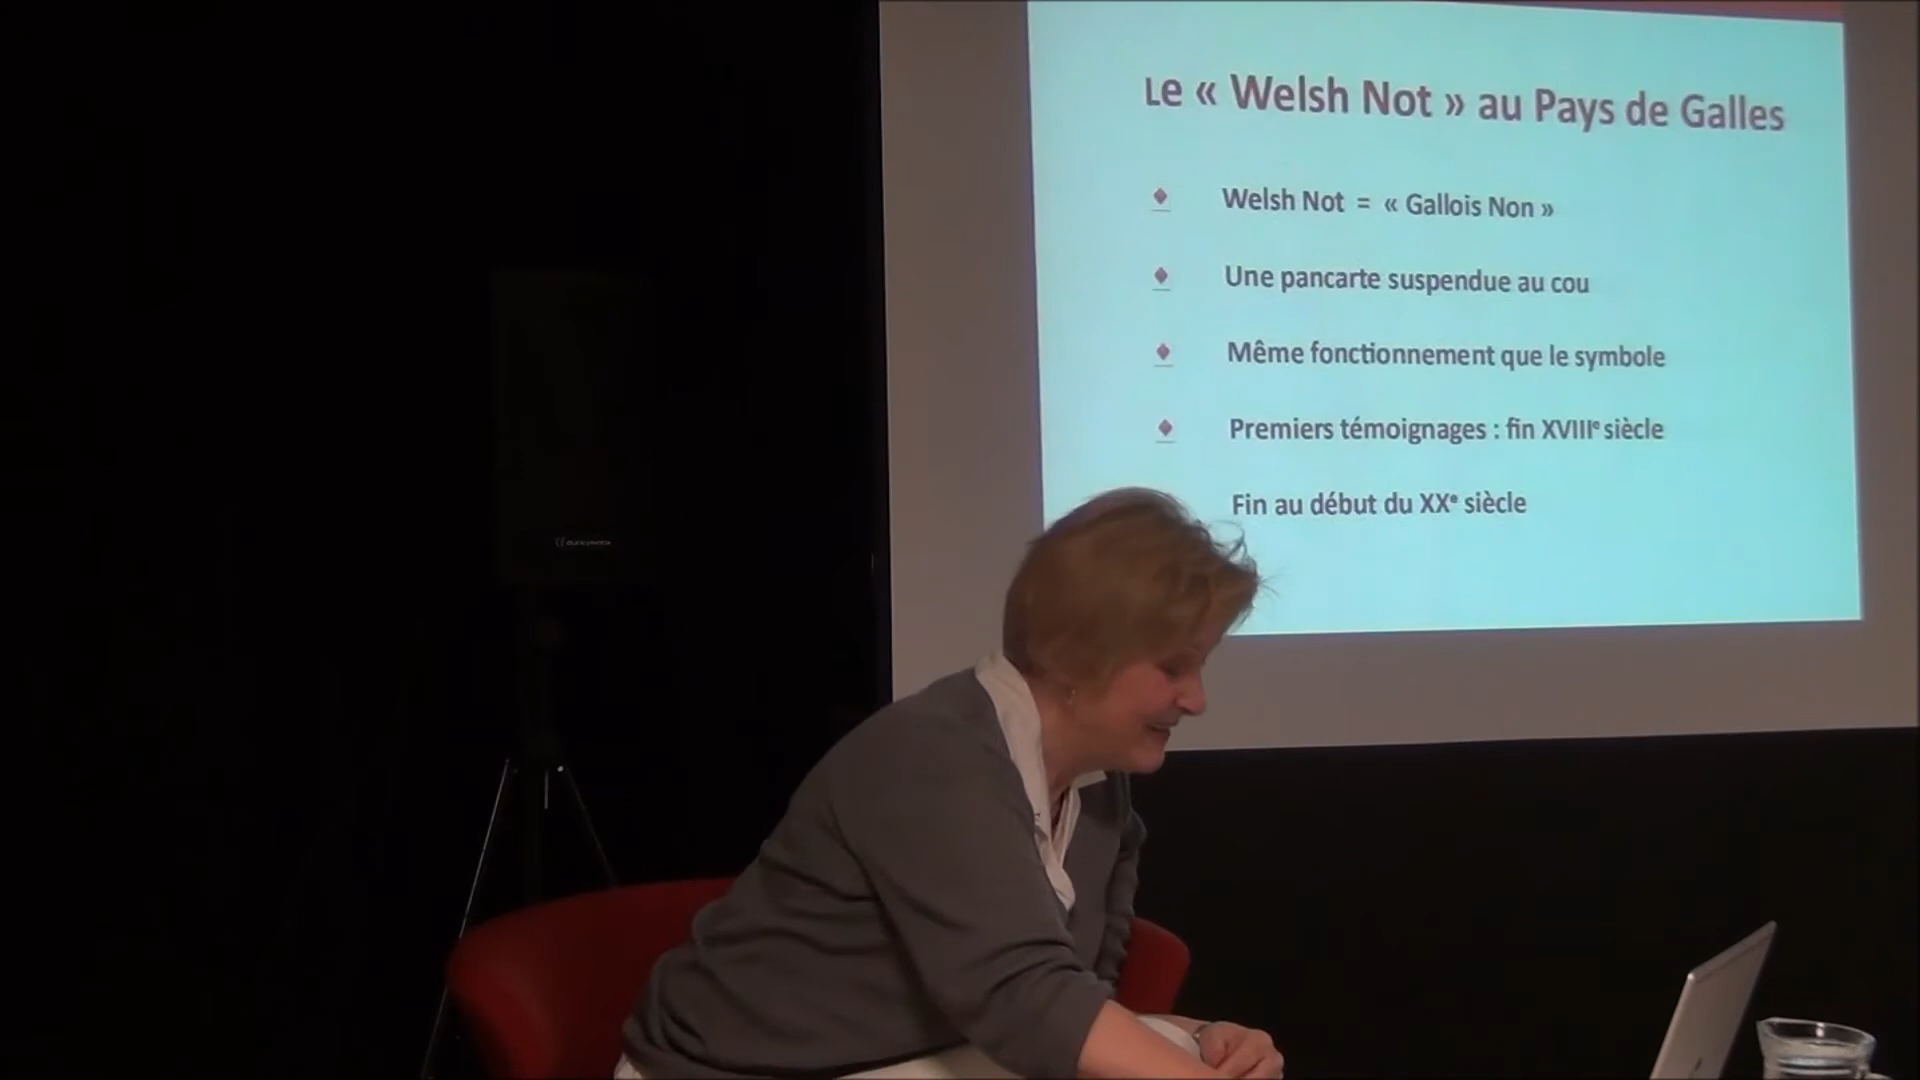 Le « Welsh Not » au Pays de Galles
Welsh Not = « Gallois Non »
Une pancarte suspendue au cou
Même fonctionnement que le symbole
Premiers témoignages : fin XVIIIe siècle
Fin au début du XXe siècle